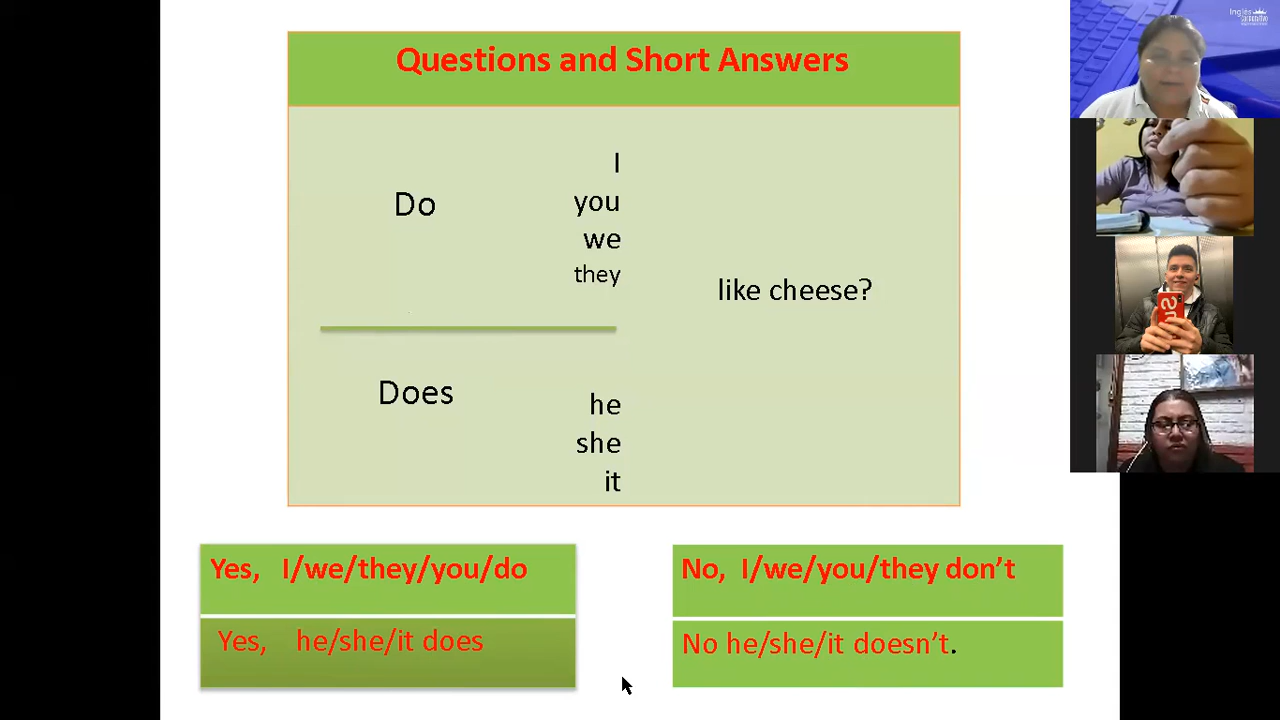 Questions and Short Answers
Do
I
you
we
they
like cheese?
Does
he
she
it
Yes, I/we/they/you/do
No, I/we/you/they don't
Yes, he/she/it does
No he/she/it doesn't.
Inglés